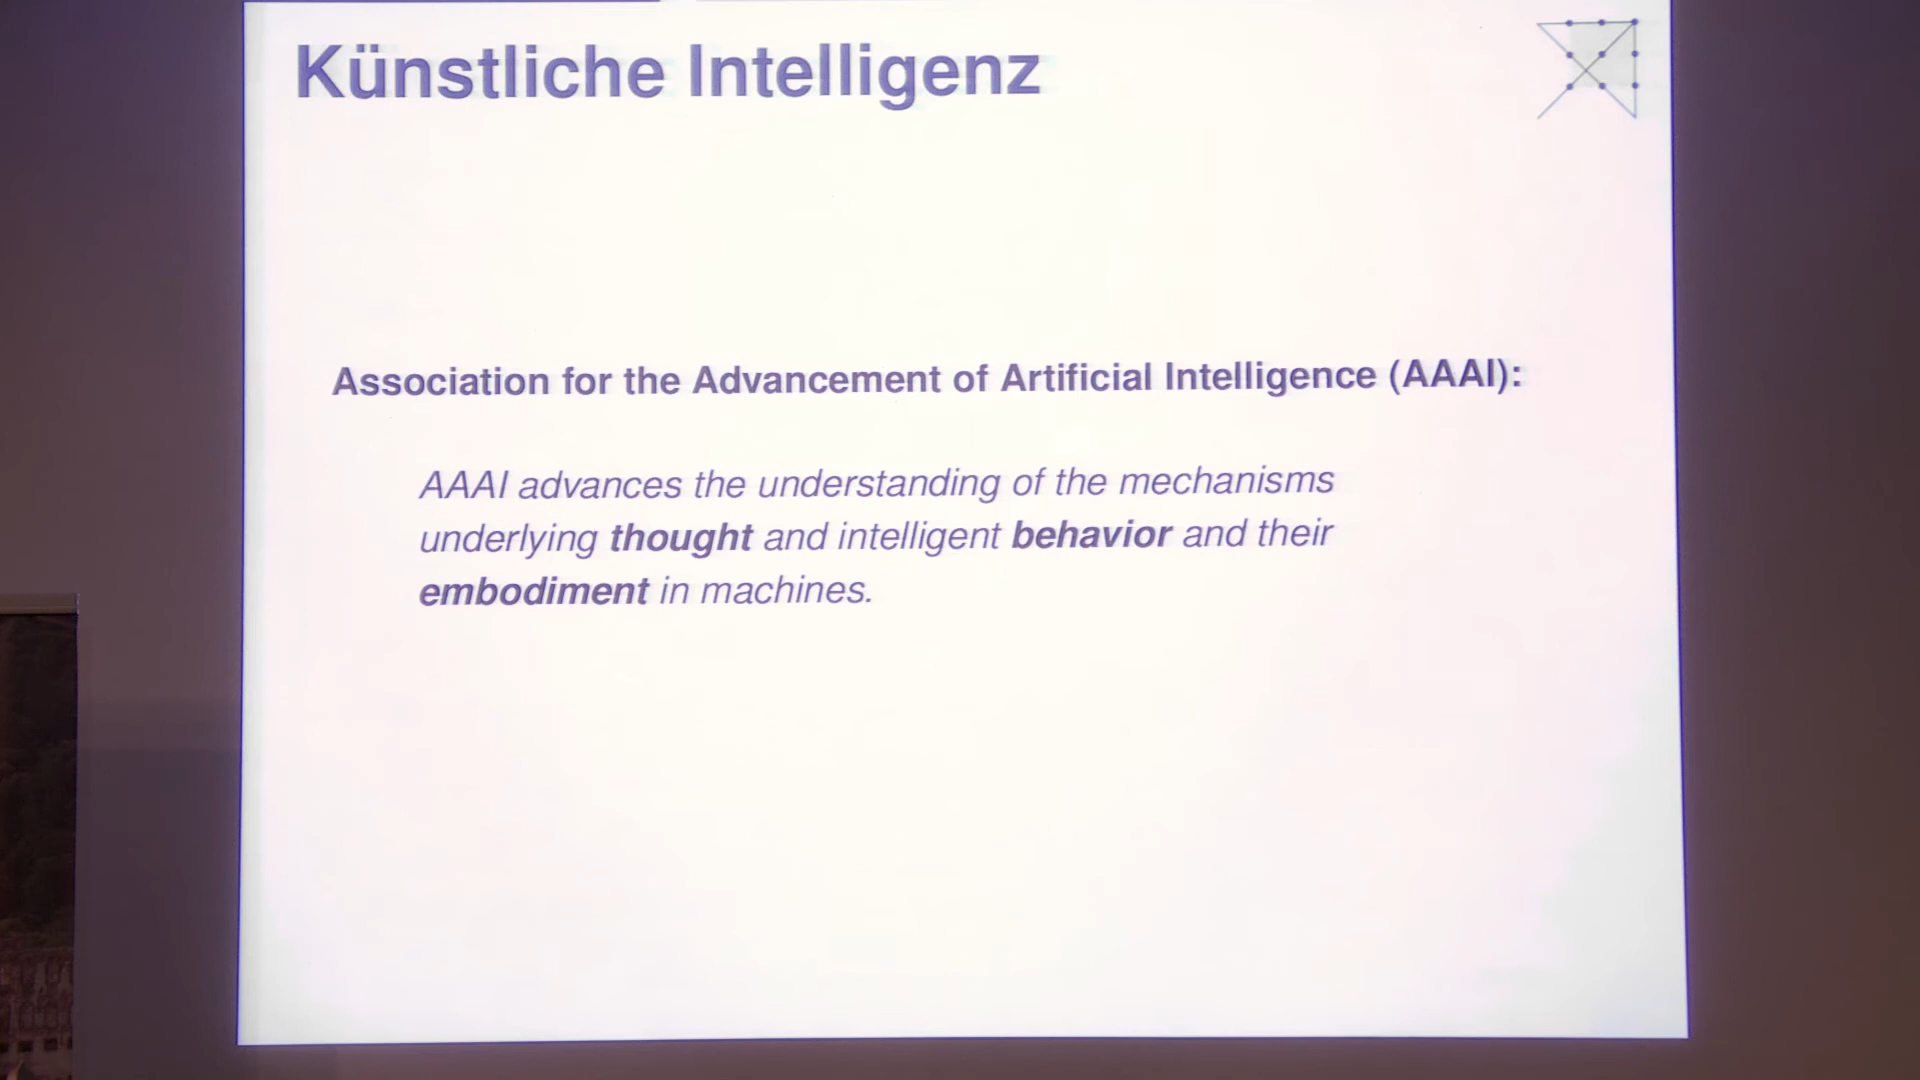 Künstliche Intelligenz
Association for the Advancement of Artificial Intelligence (AAAI):
AAAI advances the understanding of the mechanisms
underlying thought and intelligent behavior and their
embodiment in machines.